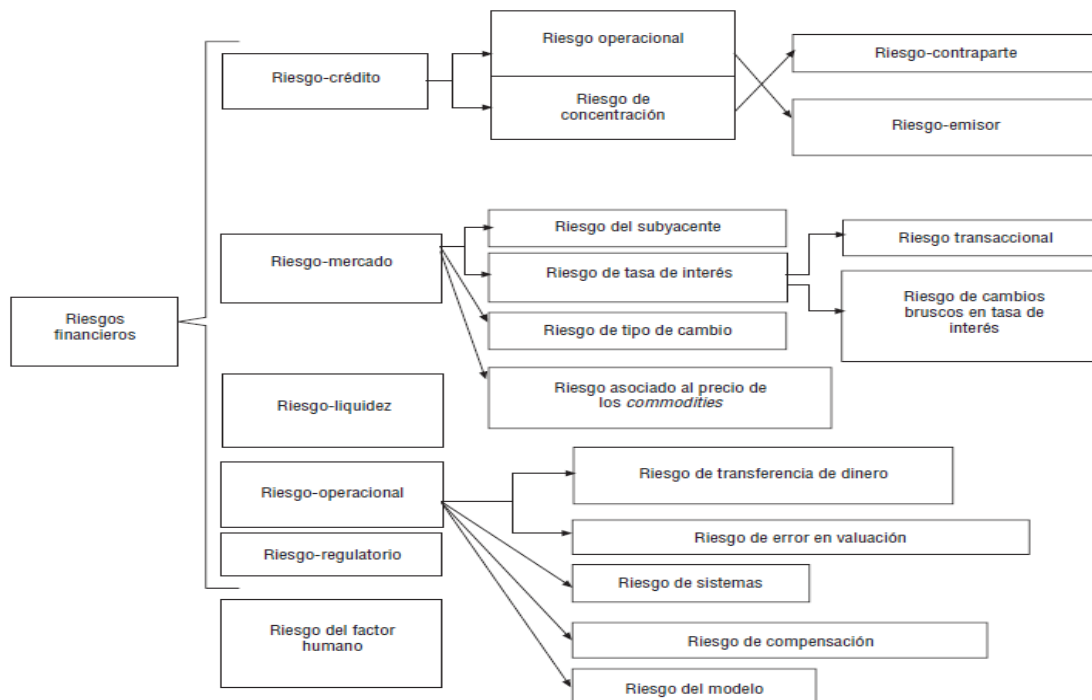 Riesgos
financieros
Riesgo-crédito
Riesgo operacional
Riesgo de
concentración
Riesgo-contraparte
Riesgo-emisor
Riesgo-mercado
Riesgo del subyacente
Riesgo de tasa de interés
Riesgo transaccional
Riesgo de cambios
bruscos en tasa de
interés
Riesgo de tipo de cambio
Riesgo asociado al precio de
los commodities
Riesgo-liquidez
Riesgo-operacional
Riesgo de transferencia de dinero
Riesgo de error en valuación
Riesgo de sistemas
Riesgo de compensación
Riesgo del modelo
Riesgo-regulatorio
Riesgo del factor
humano